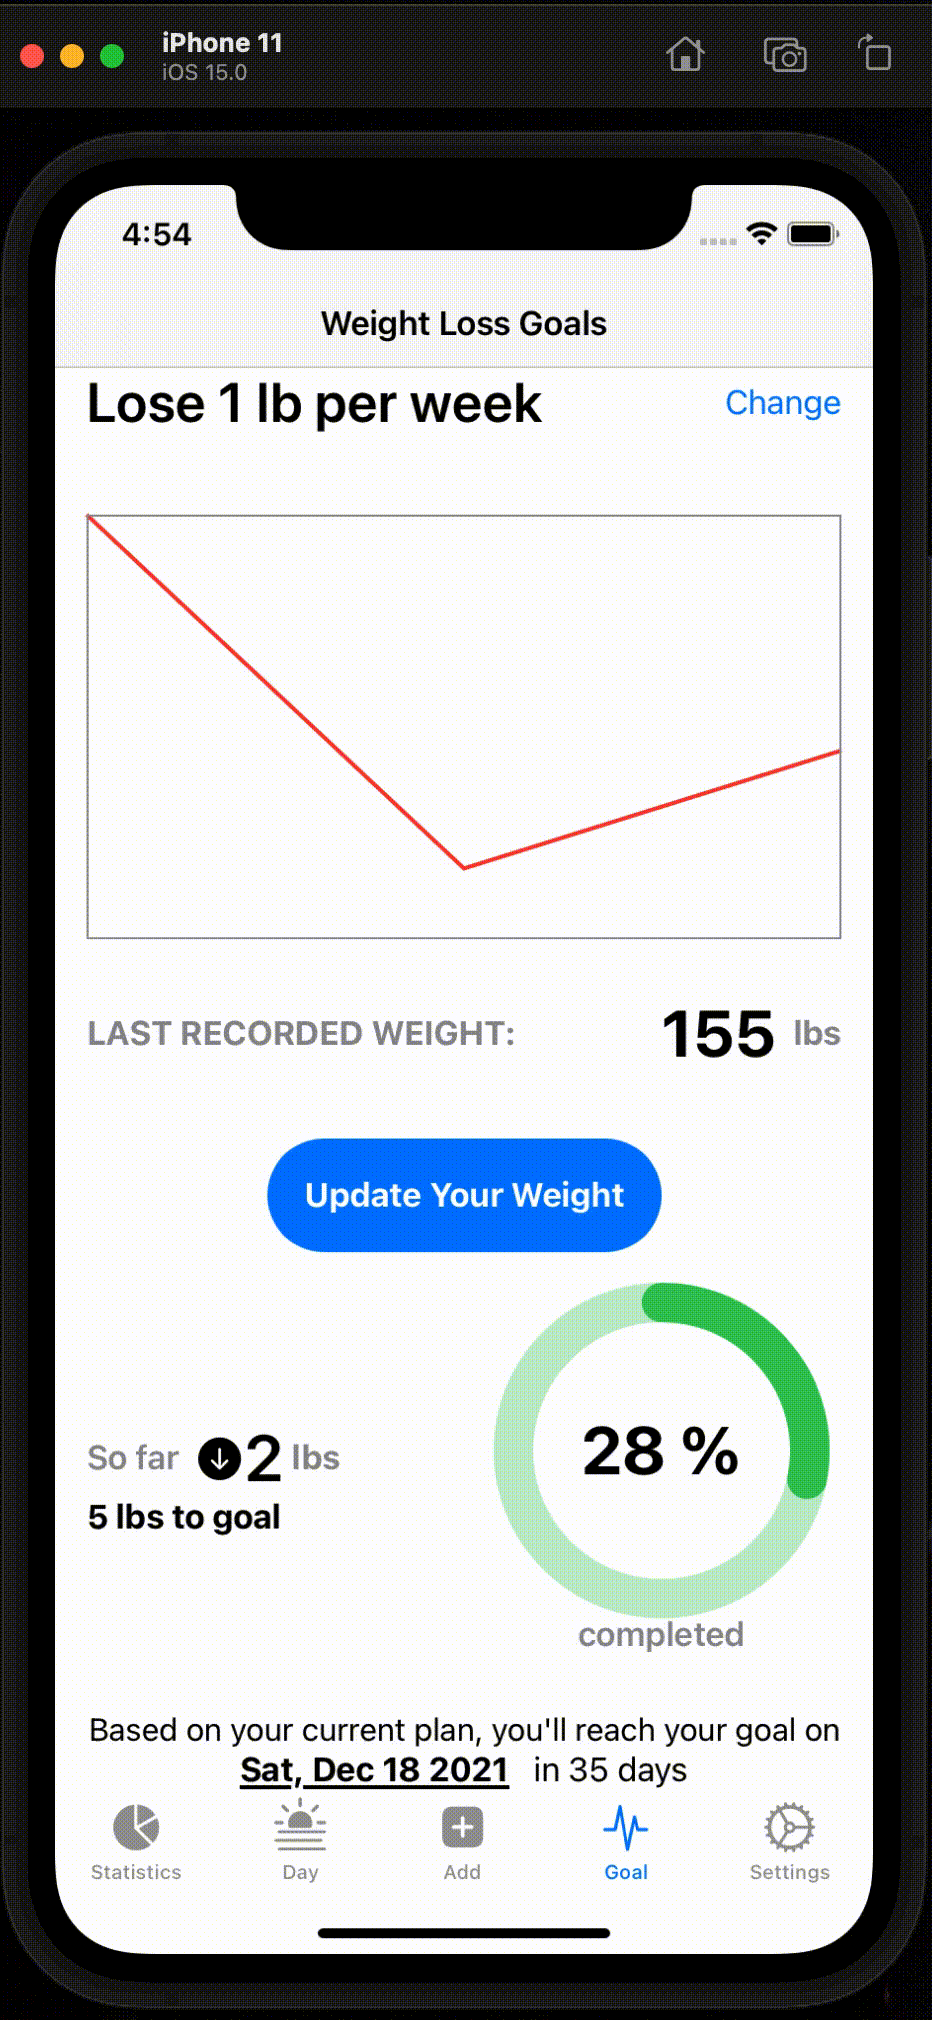 iPhone 11
iOS 15.0
4:54
Weight Loss Goals
Lose 1 lb per week
Change
LAST RECORDED WEIGHT: 155 lbs
Update Your Weight
28 %
So far 2 lbs
5 lbs to goal
completed
Based on your current plan, you'll reach your goal on
Sat, Dec 18 2021 in 35 days
Statistics Day Add Goal Settings